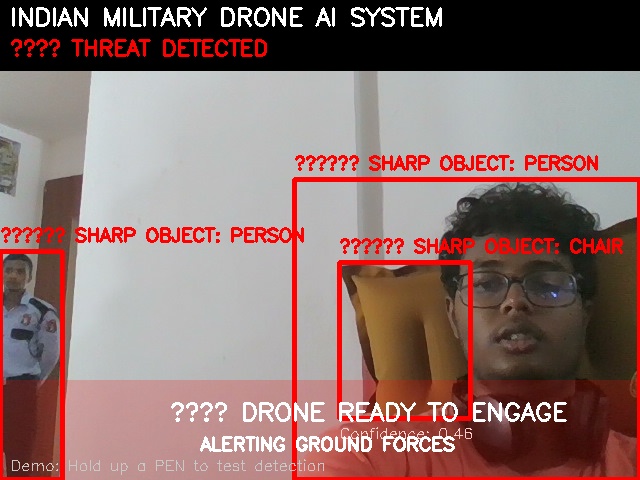 INDIAN MILITARY DRONE AI SYSTEM
???? THREAT DETECTED
?????? SHARP OBJECT: PERSON
?????? SHARP OBJECT: PERSON
?????? SHARP OBJECT: CHAIR
???? DRONE READY TO ENGAGE
Confidence: 0.46
ALERTING GROUND FORCES
Demo: Hold up a PEN to test detection